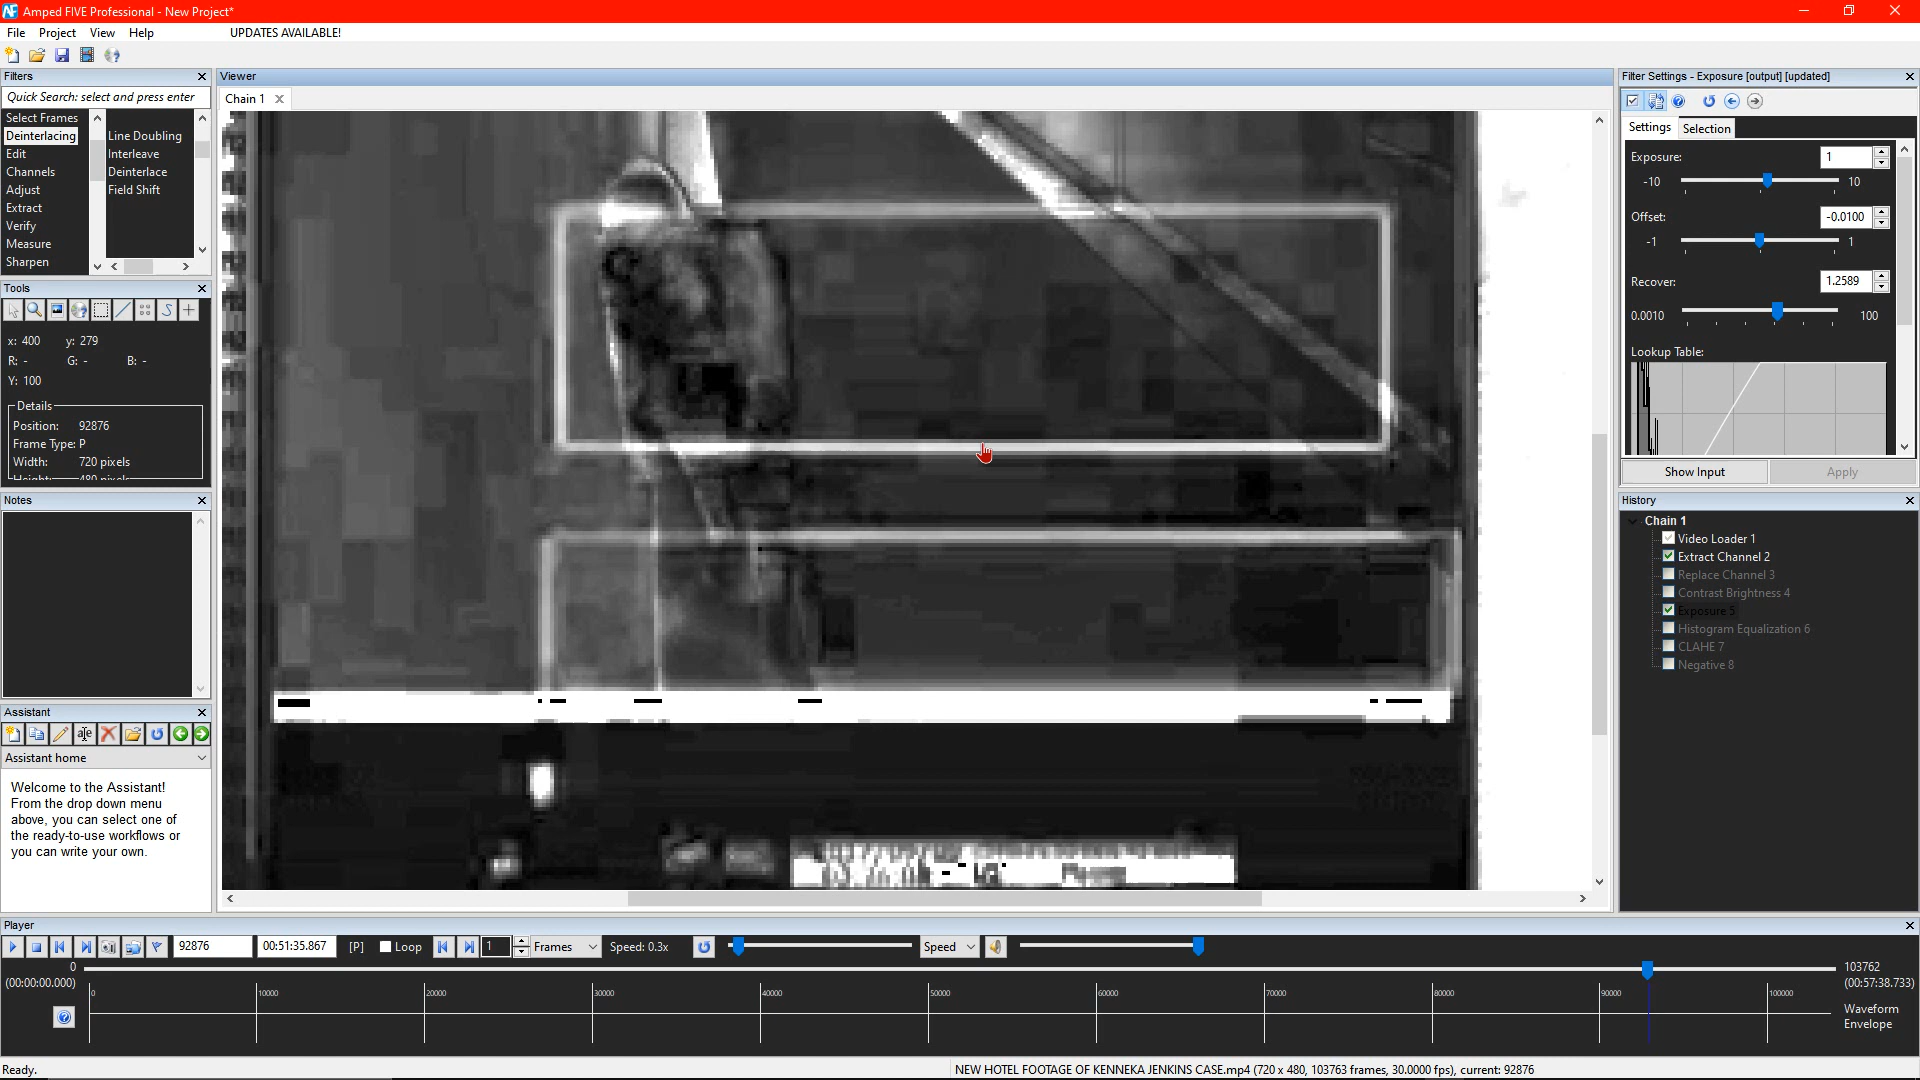 Amped FIVE Professional - New Project*
File Project View Help UPDATES AVAILABLE!
Filters
Quick Search: select and press enter
Select Frames
Deinterlacing
Edit
Channels
Adjust
Extract
Verify
Measure
Sharpen
Line Doubling
Interleave
Deinterlace
Field Shift
Tools
x: 400 y: 279
R: - G: - B: -
Y: 100
Details
Position: 92876
Frame Type: P
Width: 720 pixels
Height: 480 pixels
Notes
Assistant
Assistant home
Welcome to the Assistant!
From the drop down menu
above, you can select one of
the ready-to-use workflows or
you can write your own.
Viewer
Chain 1
Filter Settings - Exposure [output] [updated]
Settings Selection
Exposure: 1
-10 10
Offset: -0.0100
-1 1
Recover: 1.2589
0.0010 100
Lookup Table:
Show Input Apply
History
Chain 1
Video Loader 1
Extract Channel 2
Replace Channel 3
Contrast Brightness 4
Exposure 5
Histogram Equalization 6
CLAHE 7
Negative 8
Player
92876 00:51:35.867 [P] Loop 1 Frames Speed: 0.3x Speed
0
(00:00:00.000)
103762
(00:57:38.733)
0 10000 20000 30000 40000 50000 60000 70000 80000 90000 100000
Waveform
Envelope
Ready.
NEW HOTEL FOOTAGE OF KENNEKA JENKINS CASE.mp4 (720 x 480, 103763 frames, 30.0000 fps), current: 92876